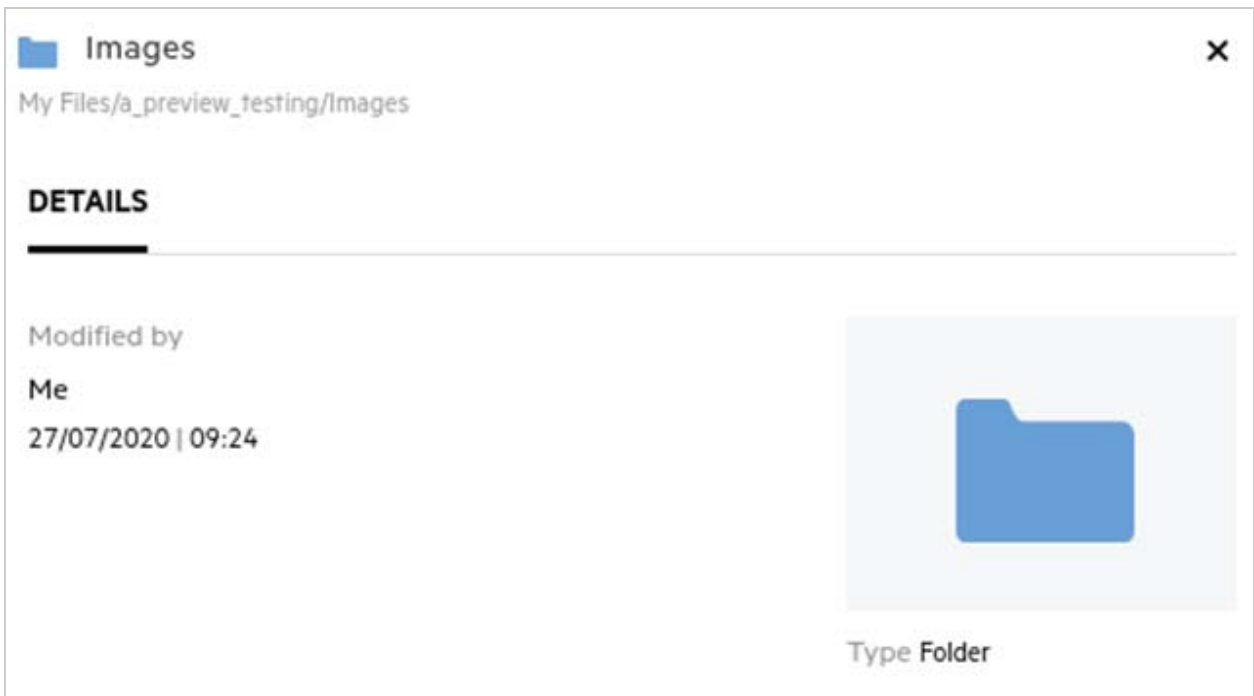 Images
My Files/a_preview_testing/Images
DETAILS
Modified by
Me
27/07/2020 | 09:24
Type Folder